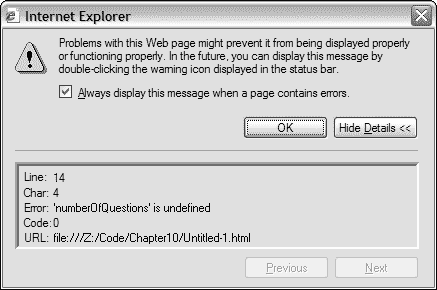 Internet Explorer
Problems with this Web page might prevent it from being displayed properly
or functioning properly. In the future, you can display this message by
double-clicking the warning icon displayed in the status bar.
Always display this message when a page contains errors.
OK Hide Details <<
Line: 14
Char: 4
Error: 'numberOfQuestions' is undefined
Code: 0
URL: file:///Z:/Code/Chapter10/Untitled-1.html
Previous Next